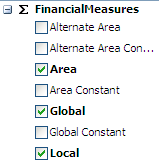 Σ FinancialMeasures
Alternate Area
Alternate Area Con...
Area
Area Constant
Global
Global Constant
Local